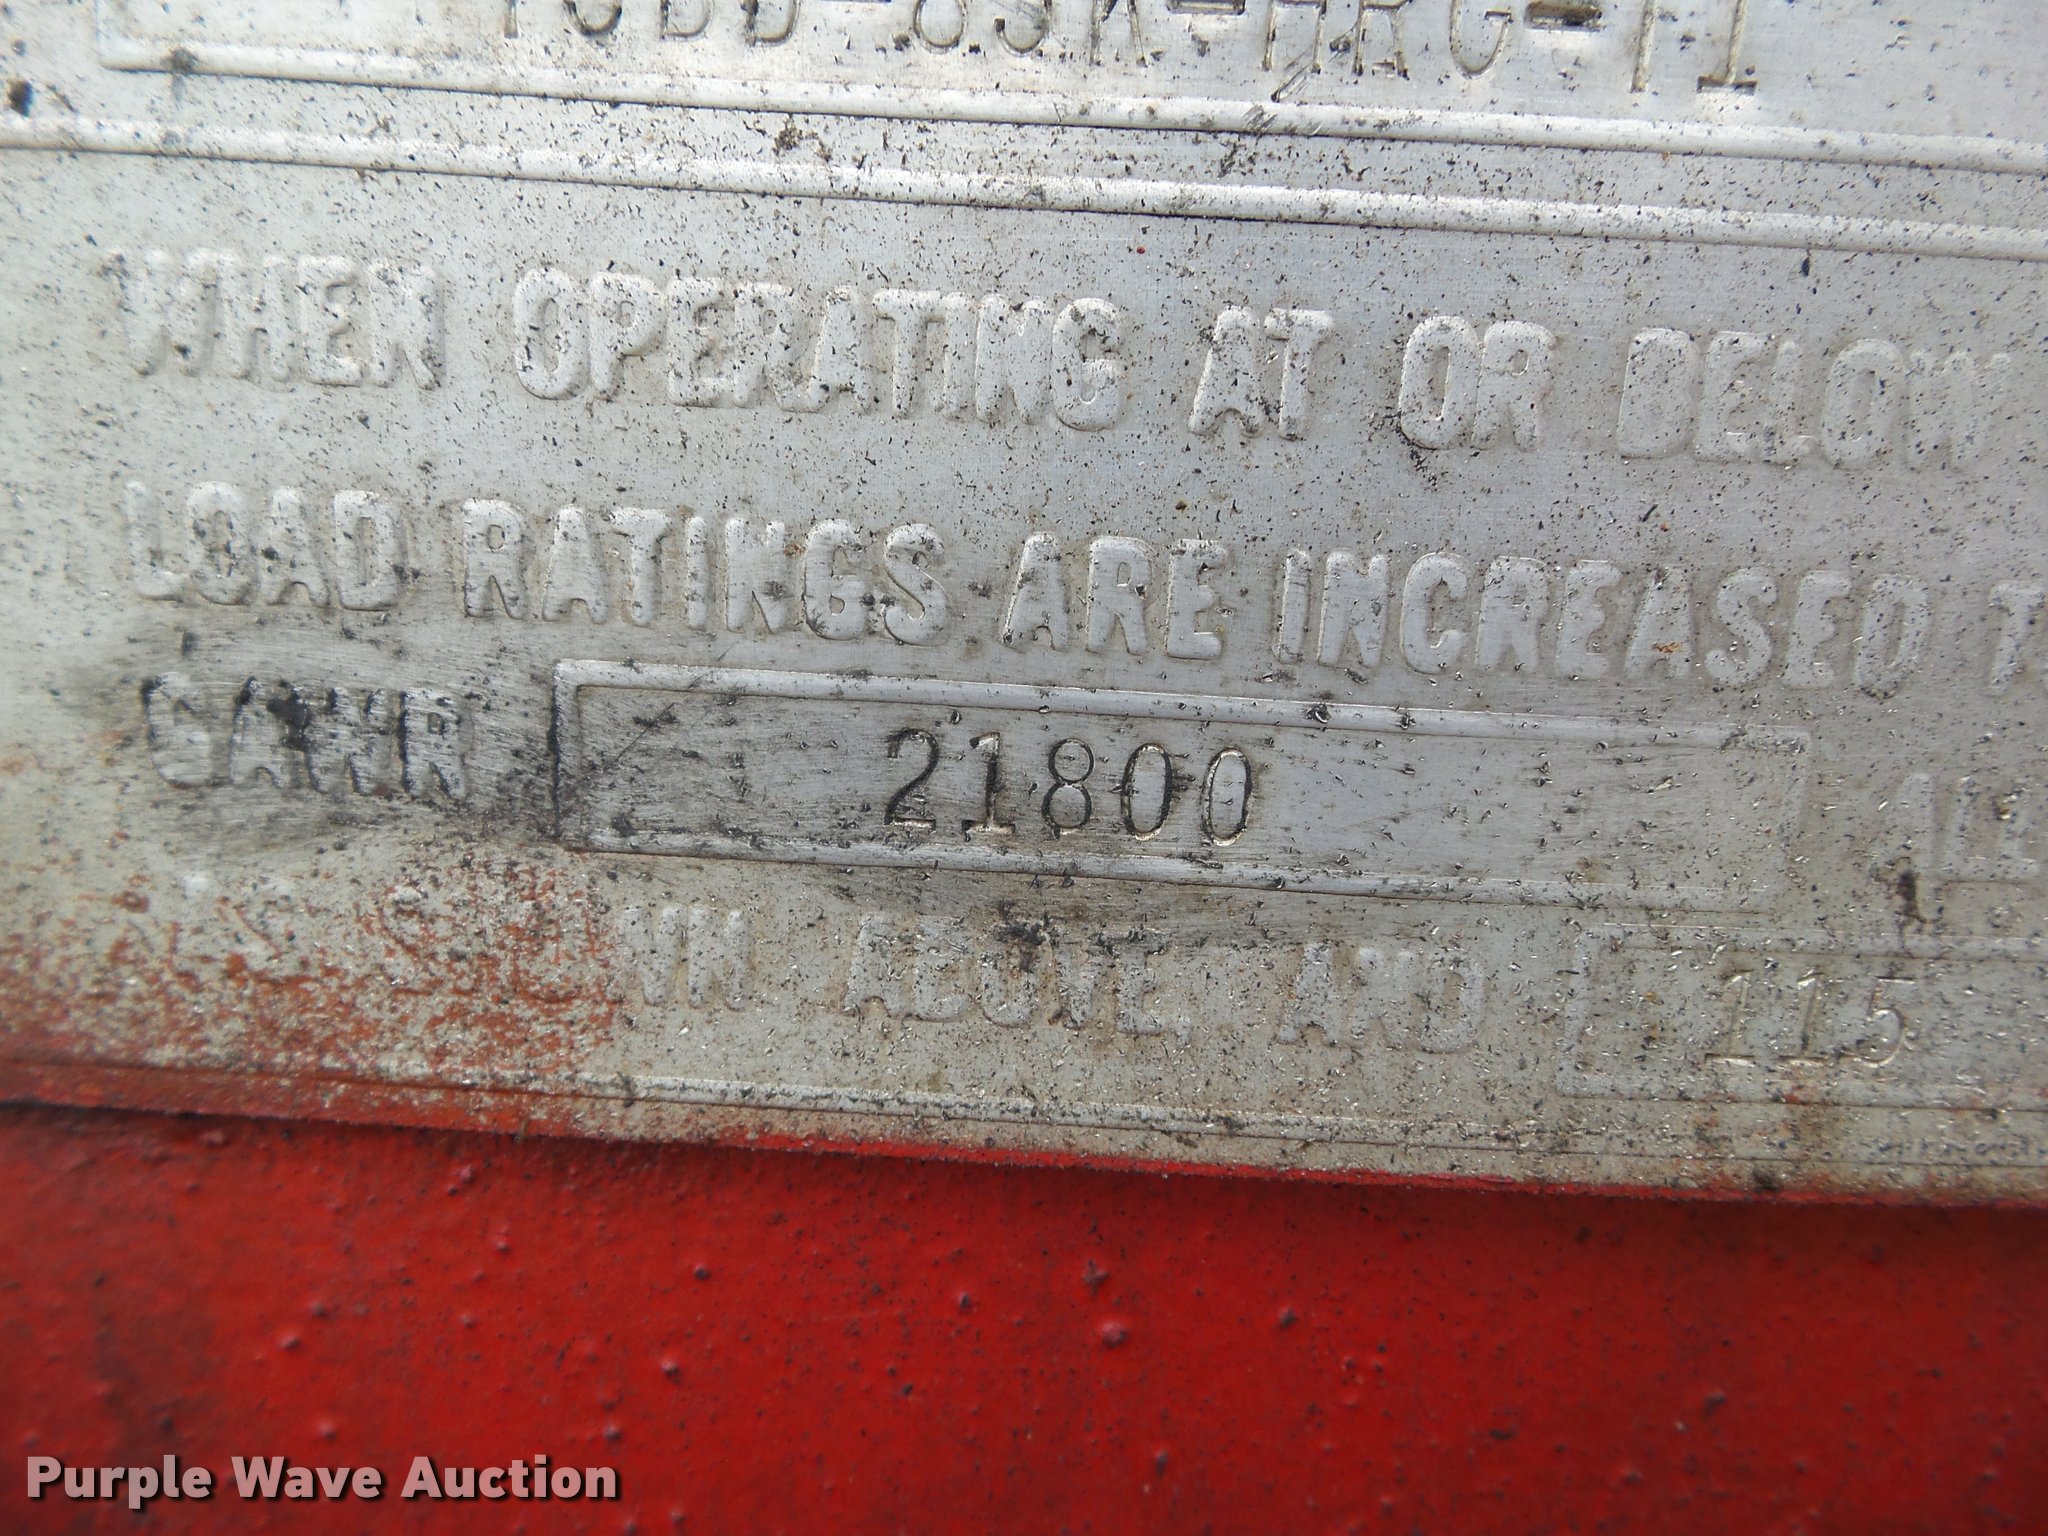 WHEN OPERATING AT OR BELOW
LOAD RATINGS ARE INCREASED
GAWR 21800
ABOVE, AND 115
Purple Wave Auction